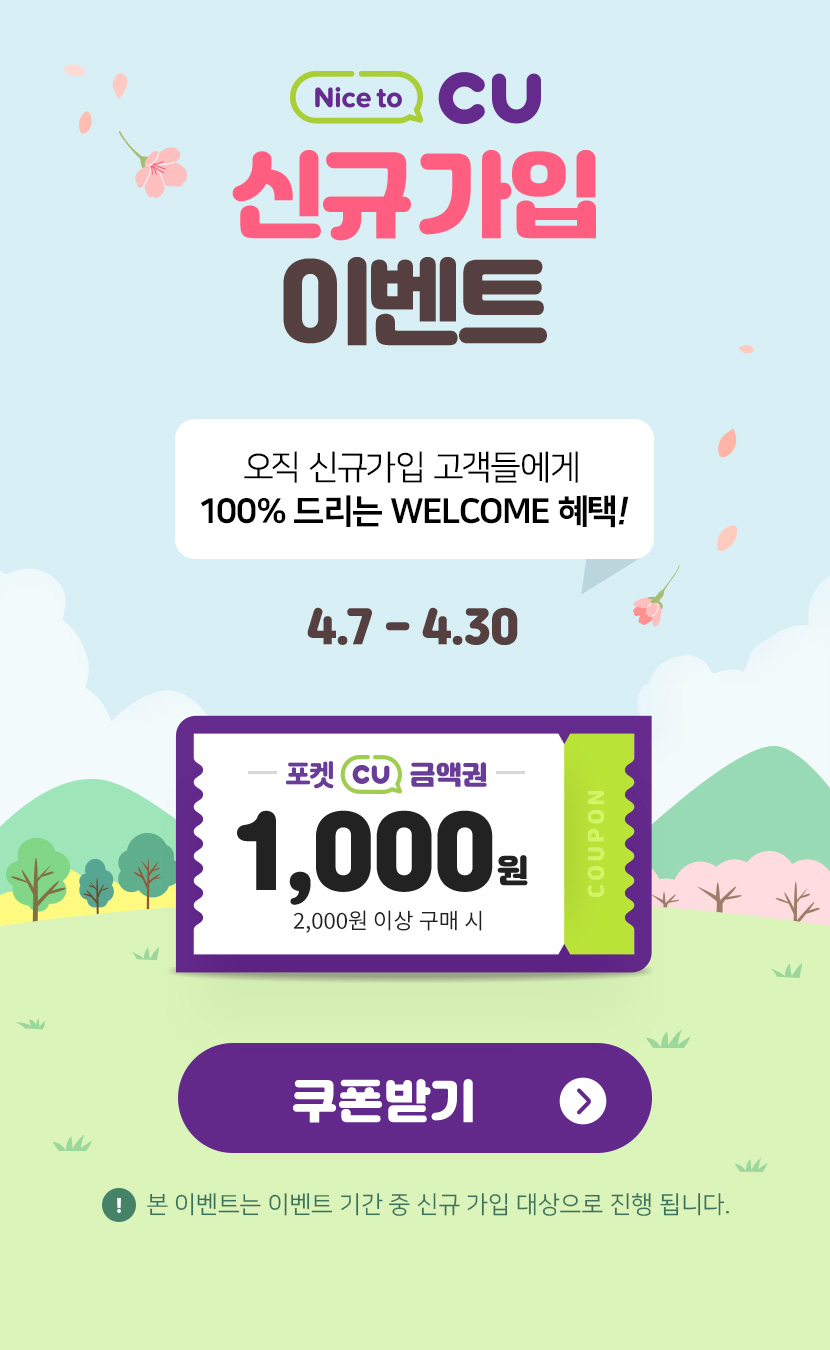 Nice to CU
신규가입
이벤트
오직 신규가입 고객들에게
100% 드리는 WELCOME 혜택!
4.7 - 4.30
포켓 CU 금액권
1,000원
2,000원 이상 구매 시
COUPON
쿠폰받기
! 본 이벤트는 이벤트 기간 중 신규 가입 대상으로 진행 됩니다.